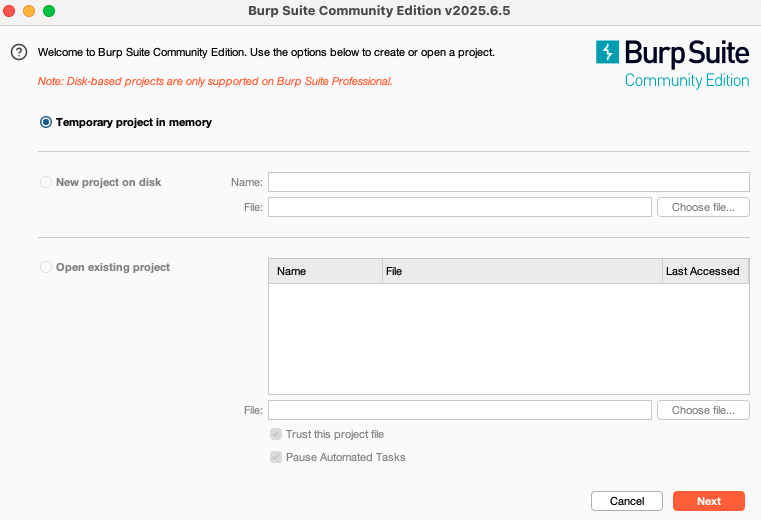 Burp Suite Community Edition v2025.6.5
?
Welcome to Burp Suite Community Edition. Use the options below to create or open a project.
Note: Disk-based projects are only supported on Burp Suite Professional.
Burp Suite
Community Edition
Temporary project in memory
New project on disk
Name:
File:
Choose file...
Open existing project
Name File Last Accessed
File:
Choose file...
Trust this project file
Pause Automated Tasks
Cancel
Next